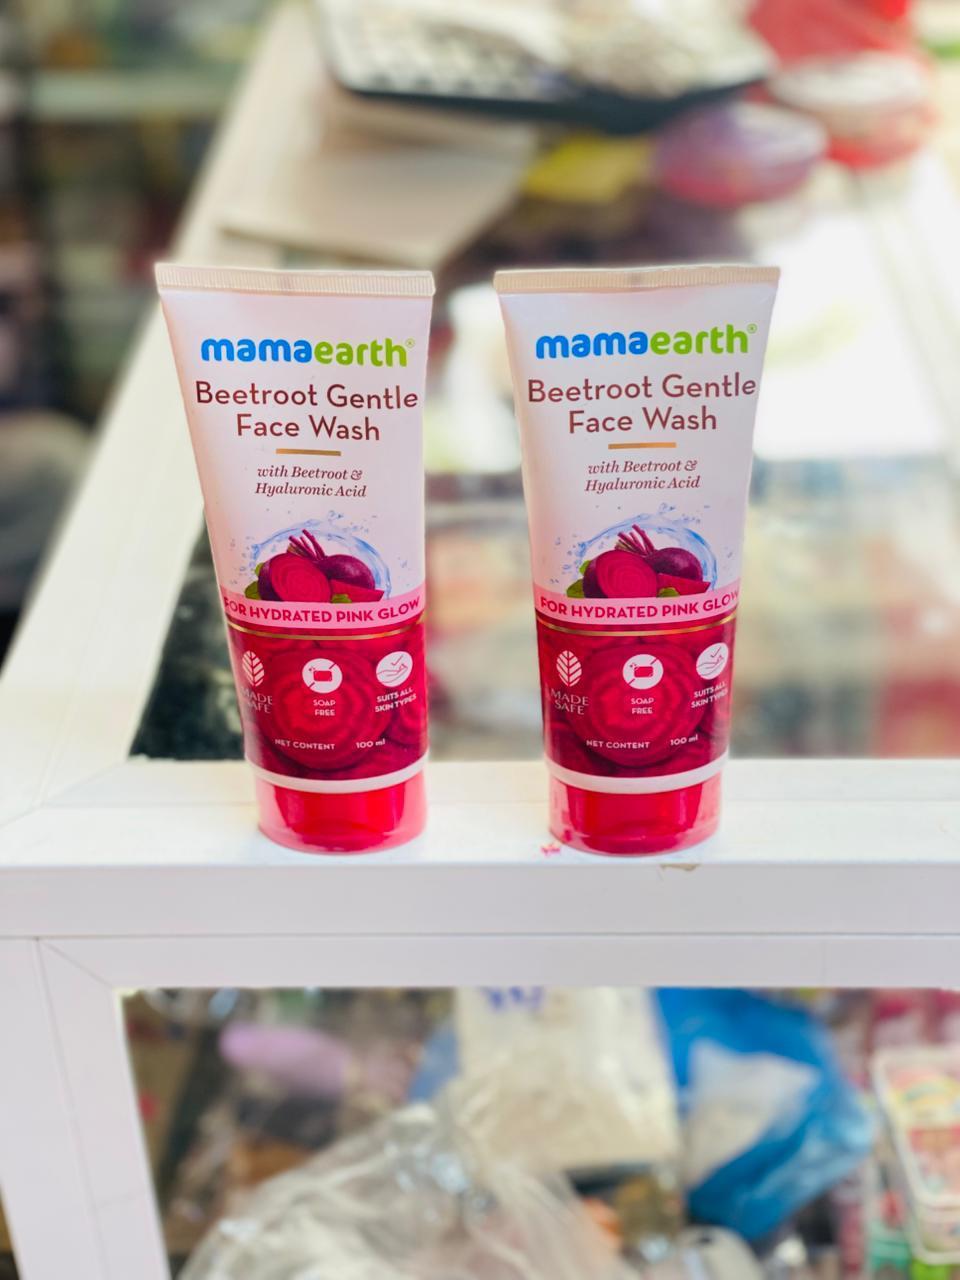 mamaearth®
Beetroot Gentle
Face Wash
with Beetroot &
Hyaluronic Acid
FOR HYDRATED PINK GLOW
MADE
SAFE
SOAP
FREE
SUITS ALL
SKIN TYPES
NET CONTENT 100 ml
mamaearth®
Beetroot Gentle
Face Wash
with Beetroot &
Hyaluronic Acid
FOR HYDRATED PINK GLOW
MADE
SAFE
SOAP
FREE
SUITS ALL
SKIN TYPES
NET CONTENT 100 ml